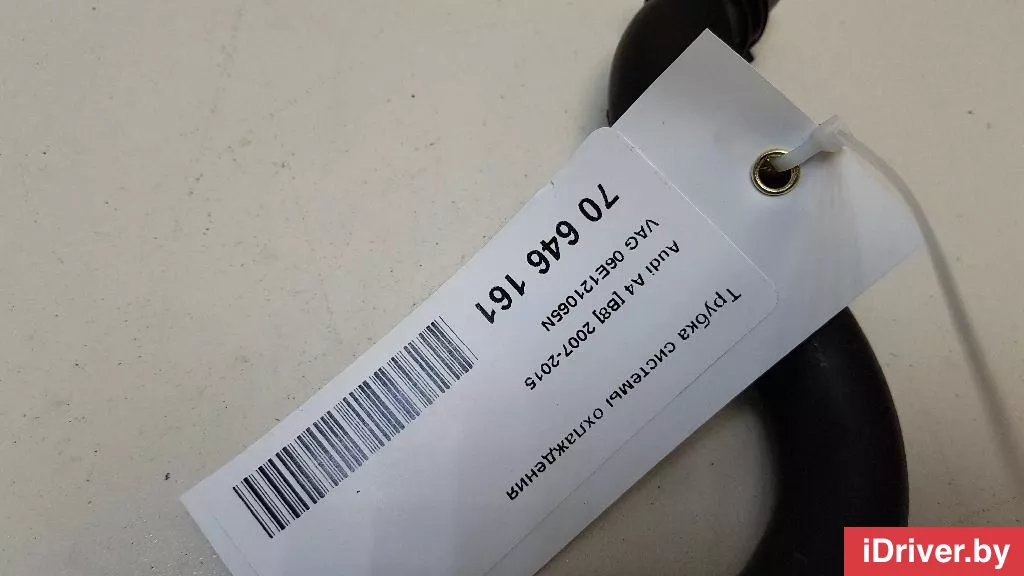 Трубка системы охлаждения
Audi A4 [B8] 2007-2015
VAG 06E121065N
70 646 161
iDriver.by